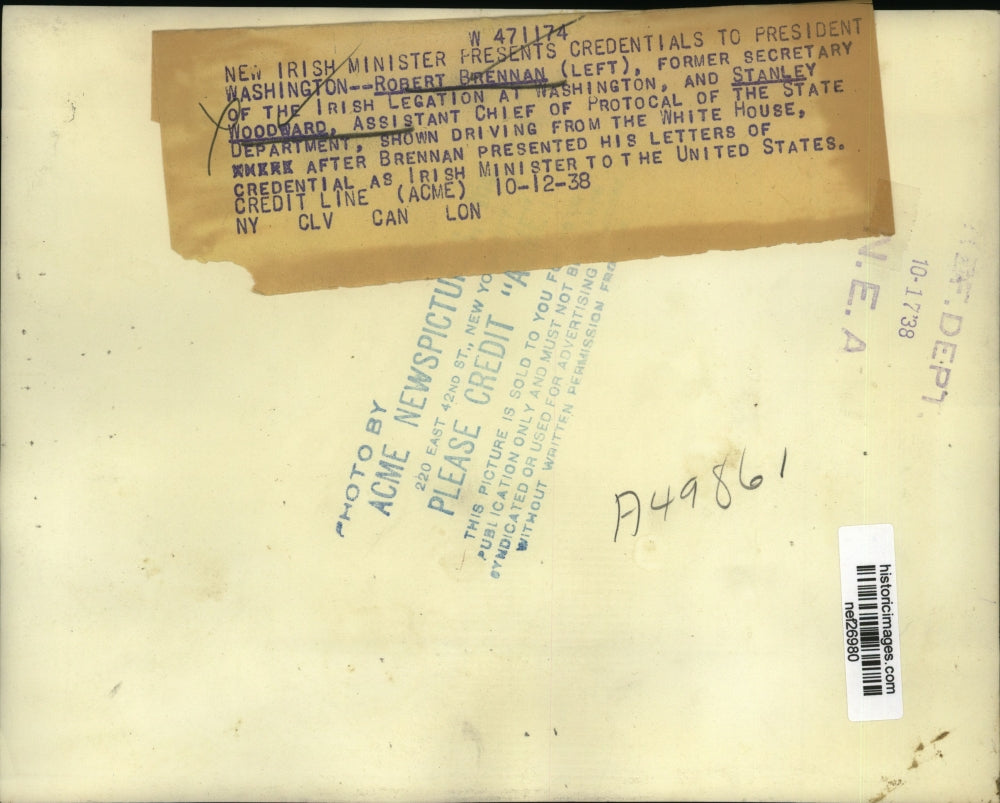 W 471174
NEW IRISH MINISTER PRESENTS CREDENTIALS TO PRESIDENT
WASHINGTON--ROBERT BRENNAN (LEFT), FORMER SECRETARY
OF THE IRISH LEGATION AT WASHINGTON, AND STANLEY
WOODWARD, ASSISTANT CHIEF OF PROTOCAL OF THE STATE
DEPARTMENT, SHOWN DRIVING FROM THE WHITE HOUSE,
AFTER BRENNAN PRESENTED HIS LETTERS OF
CREDENTIAL AS IRISH MINISTER TO THE UNITED STATES.
CREDIT LINE (ACME) 10-12-38
NY CLV CAN LON
PHOTO BY
ACME NEWSPICTU
220 EAST 42ND ST., NEW YO
PLEASE CREDIT "A
THIS PICTURE IS SOLD TO YOU F
PUBLICATION ONLY AND MUST NOT B
SYNDICATED OR USED FOR ADVERTISING
WITHOUT WRITTEN PERMISSION FRO
DEPT.
10-17'38
N.E.A
A49861
historicimages.com
nef26980